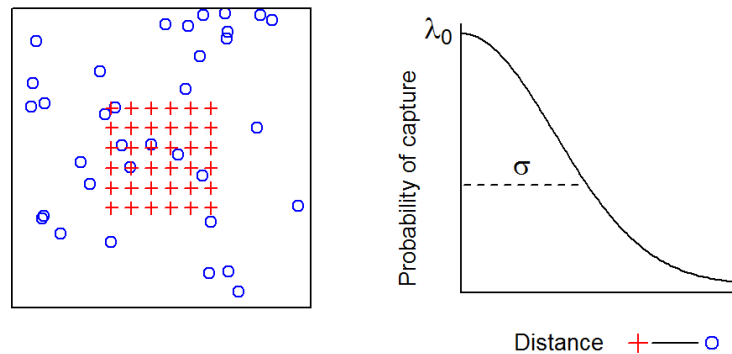 λ0
σ
Probability of capture
Distance